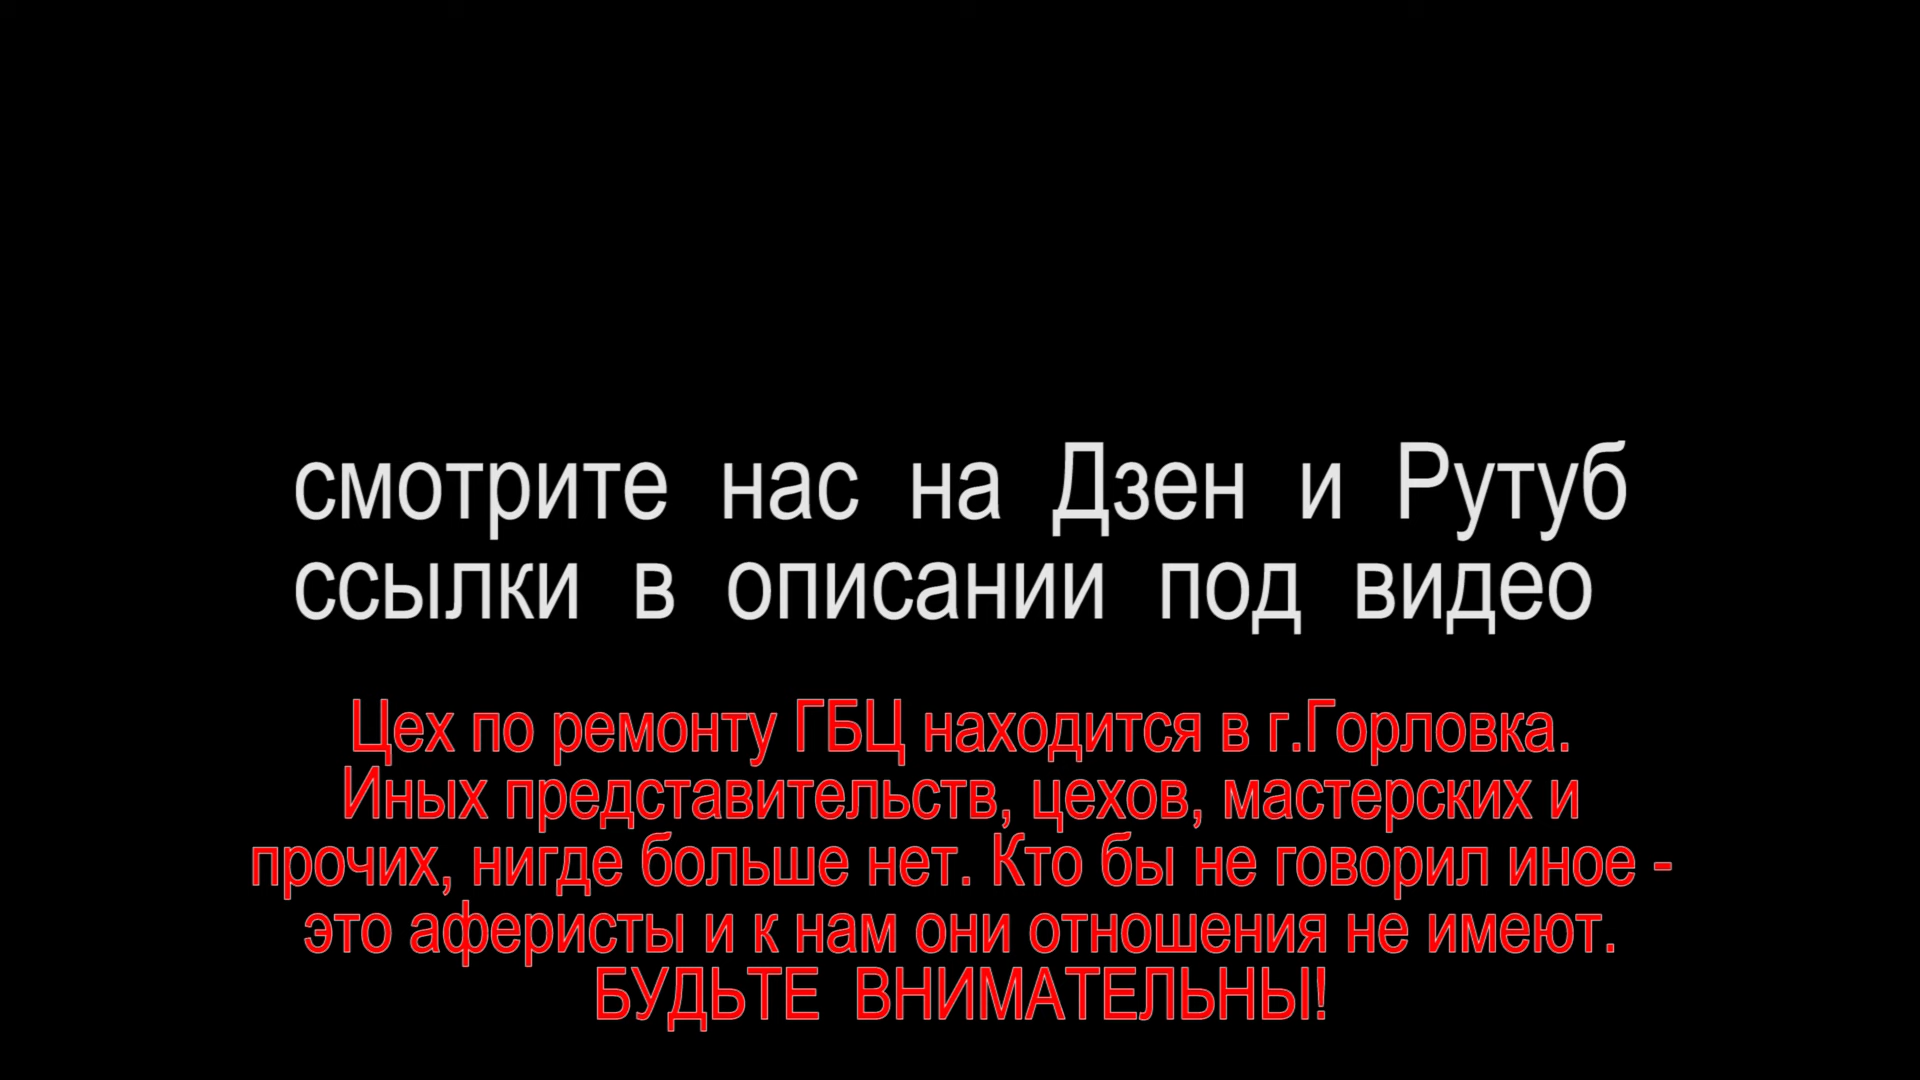 смотрите нас на Дзен и Рутуб
ссылки в описании под видео
Цех по ремонту ГБЦ находится в г.Горловка.
Иных представительств, цехов, мастерских и
прочих, нигде больше нет. Кто бы не говорил иное -
это аферисты и к нам они отношения не имеют.
БУДЬТЕ ВНИМАТЕЛЬНЫ!